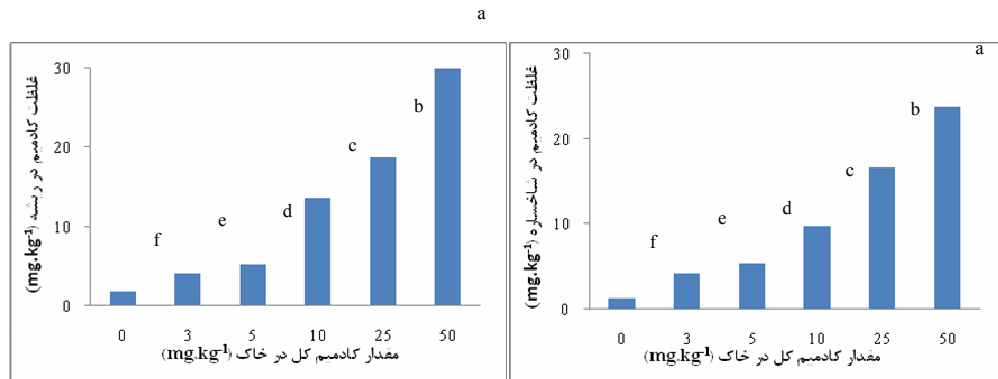 a
30
20
10
0
f
e
d
c
b
0 3 5 10 25 50
غلظت کادمیم در ریشه (mg.kg-1)
مقدار کادمیم کل در خاک (mg.kg-1)
a
30
20
10
0
f
e
d
c
b
0 3 5 10 25 50
غلظت کادمیم در شاخساره (mg.kg-1)
مقدار کادمیم کل در خاک (mg.kg-1)